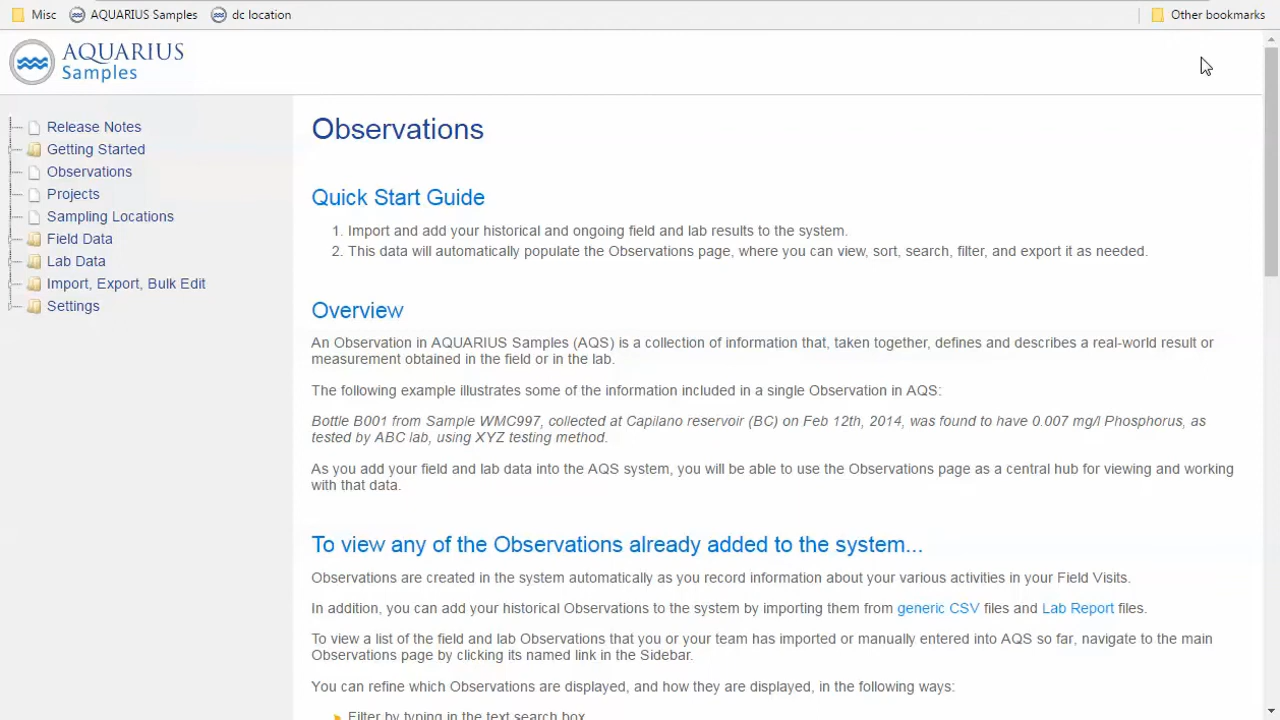 Misc
AQUARIUS Samples
dc location
Other bookmarks
AQUARIUS
Samples
Release Notes
Getting Started
Observations
Projects
Sampling Locations
Field Data
Lab Data
Import, Export, Bulk Edit
Settings
Observations
Quick Start Guide
1. Import and add your historical and ongoing field and lab results to the system.
2. This data will automatically populate the Observations page, where you can view, sort, search, filter, and export it as needed.
Overview
An Observation in AQUARIUS Samples (AQS) is a collection of information that, taken together, defines and describes a real-world result or
measurement obtained in the field or in the lab.
The following example illustrates some of the information included in a single Observation in AQS:
Bottle B001 from Sample WMC997, collected at Capilano reservoir (BC) on Feb 12th, 2014, was found to have 0.007 mg/l Phosphorus, as
tested by ABC lab, using XYZ testing method.
As you add your field and lab data into the AQS system, you will be able to use the Observations page as a central hub for viewing and working
with that data.
To view any of the Observations already added to the system...
Observations are created in the system automatically as you record information about your various activities in your Field Visits.
In addition, you can add your historical Observations to the system by importing them from generic CSV files and Lab Report files.
To view a list of the field and lab Observations that you or your team has imported or manually entered into AQS so far, navigate to the main
Observations page by clicking its named link in the Sidebar.
You can refine which Observations are displayed, and how they are displayed, in the following ways:
Filter by typing in the text search box